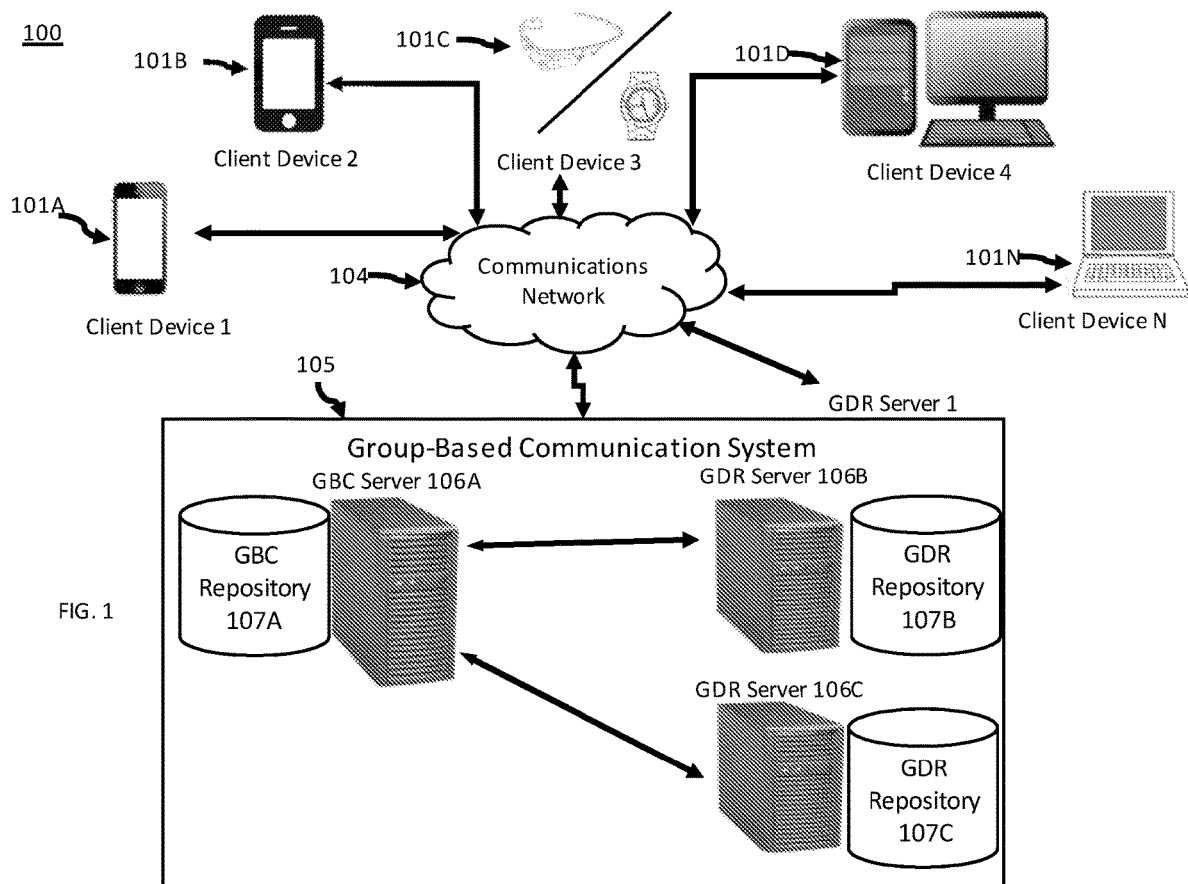 100
101B
101C
101D
Client Device 2
Client Device 3
Client Device 4
101A
101N
104
Communications
Network
Client Device 1
Client Device N
105
GDR Server 1
Group-Based Communication System
GBC Server 106A
GDR Server 106B
GBC
Repository
107A
GDR
Repository
107B
FIG. 1
GDR Server 106C
GDR
Repository
107C